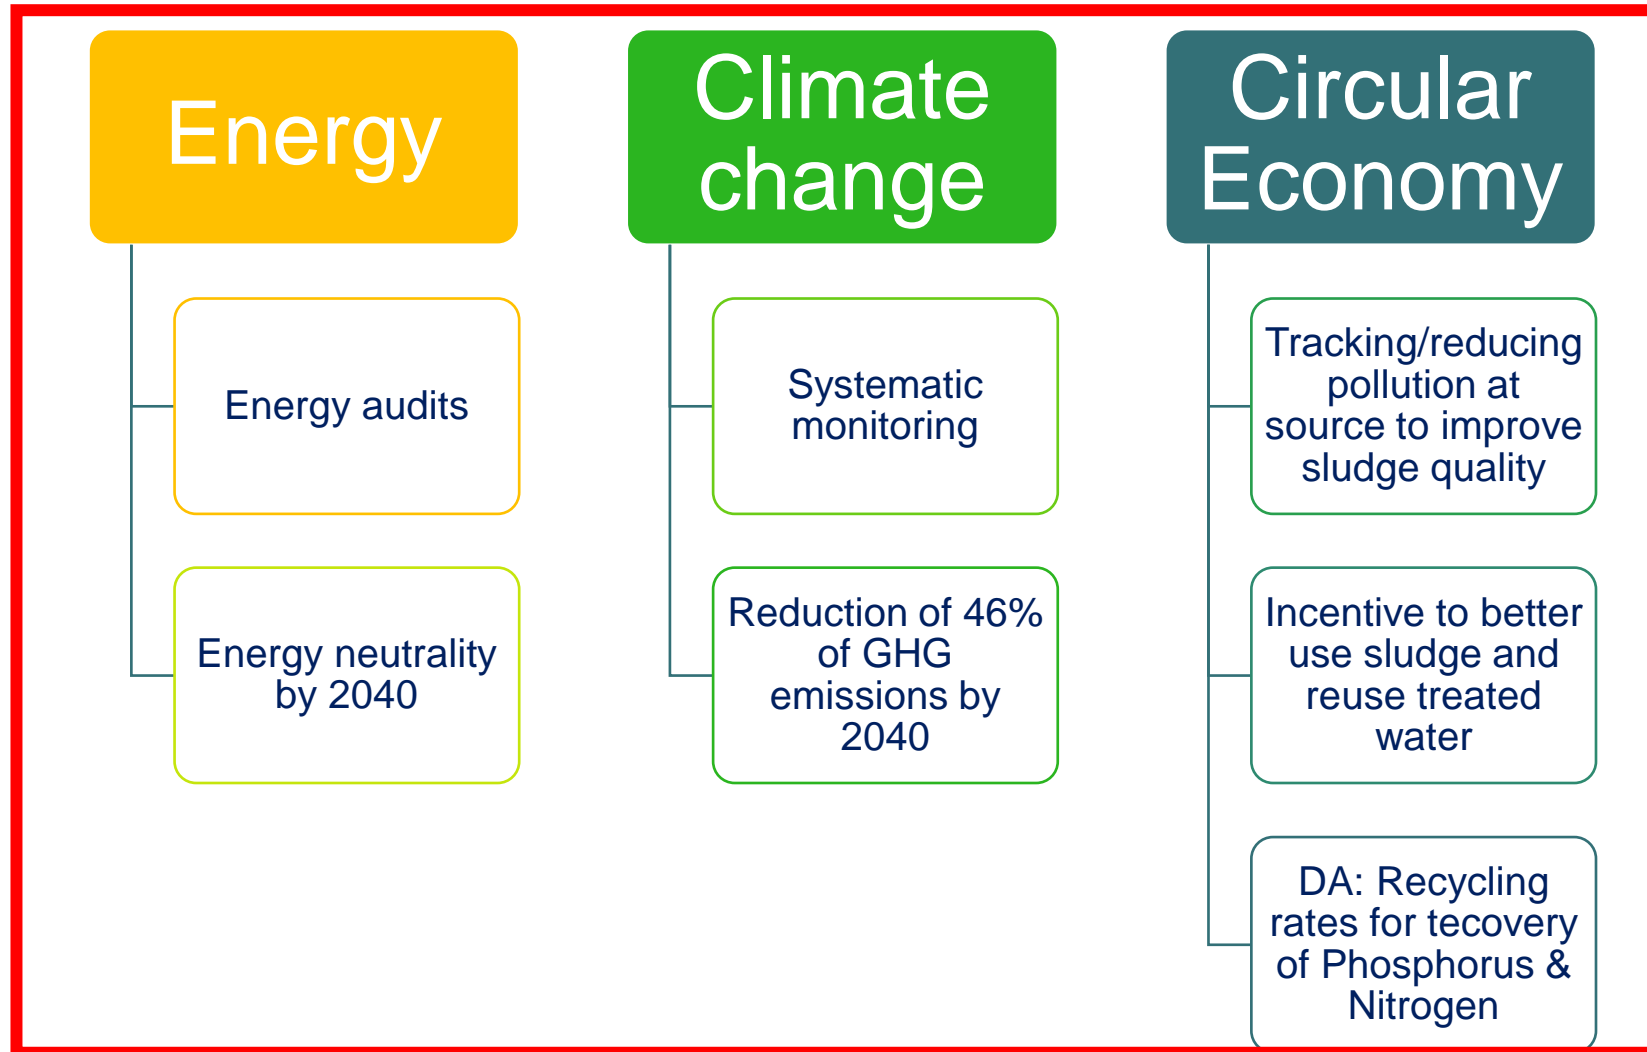 Energy
Energy audits
Energy neutrality
by 2040
Climate
change
Systematic
monitoring
Reduction of 46%
of GHG
emissions by
2040
Circular
Economy
Tracking/reducing
pollution at
source to improve
sludge quality
Incentive to better
use sludge and
reuse treated
water
DA: Recycling
rates for tecovery
of Phosphorus &
Nitrogen